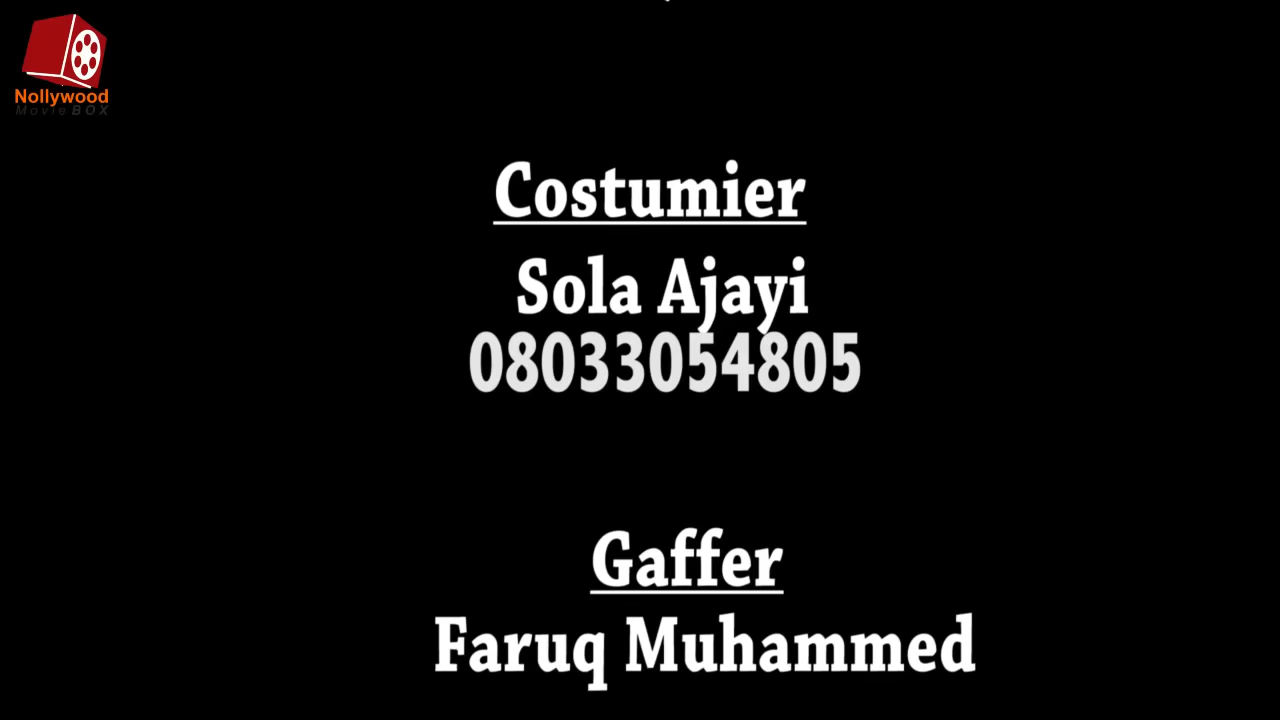 Nollywood
Movie BOX
Costumier
Sola Ajayi
08033054805
Gaffer
Faruq Muhammed